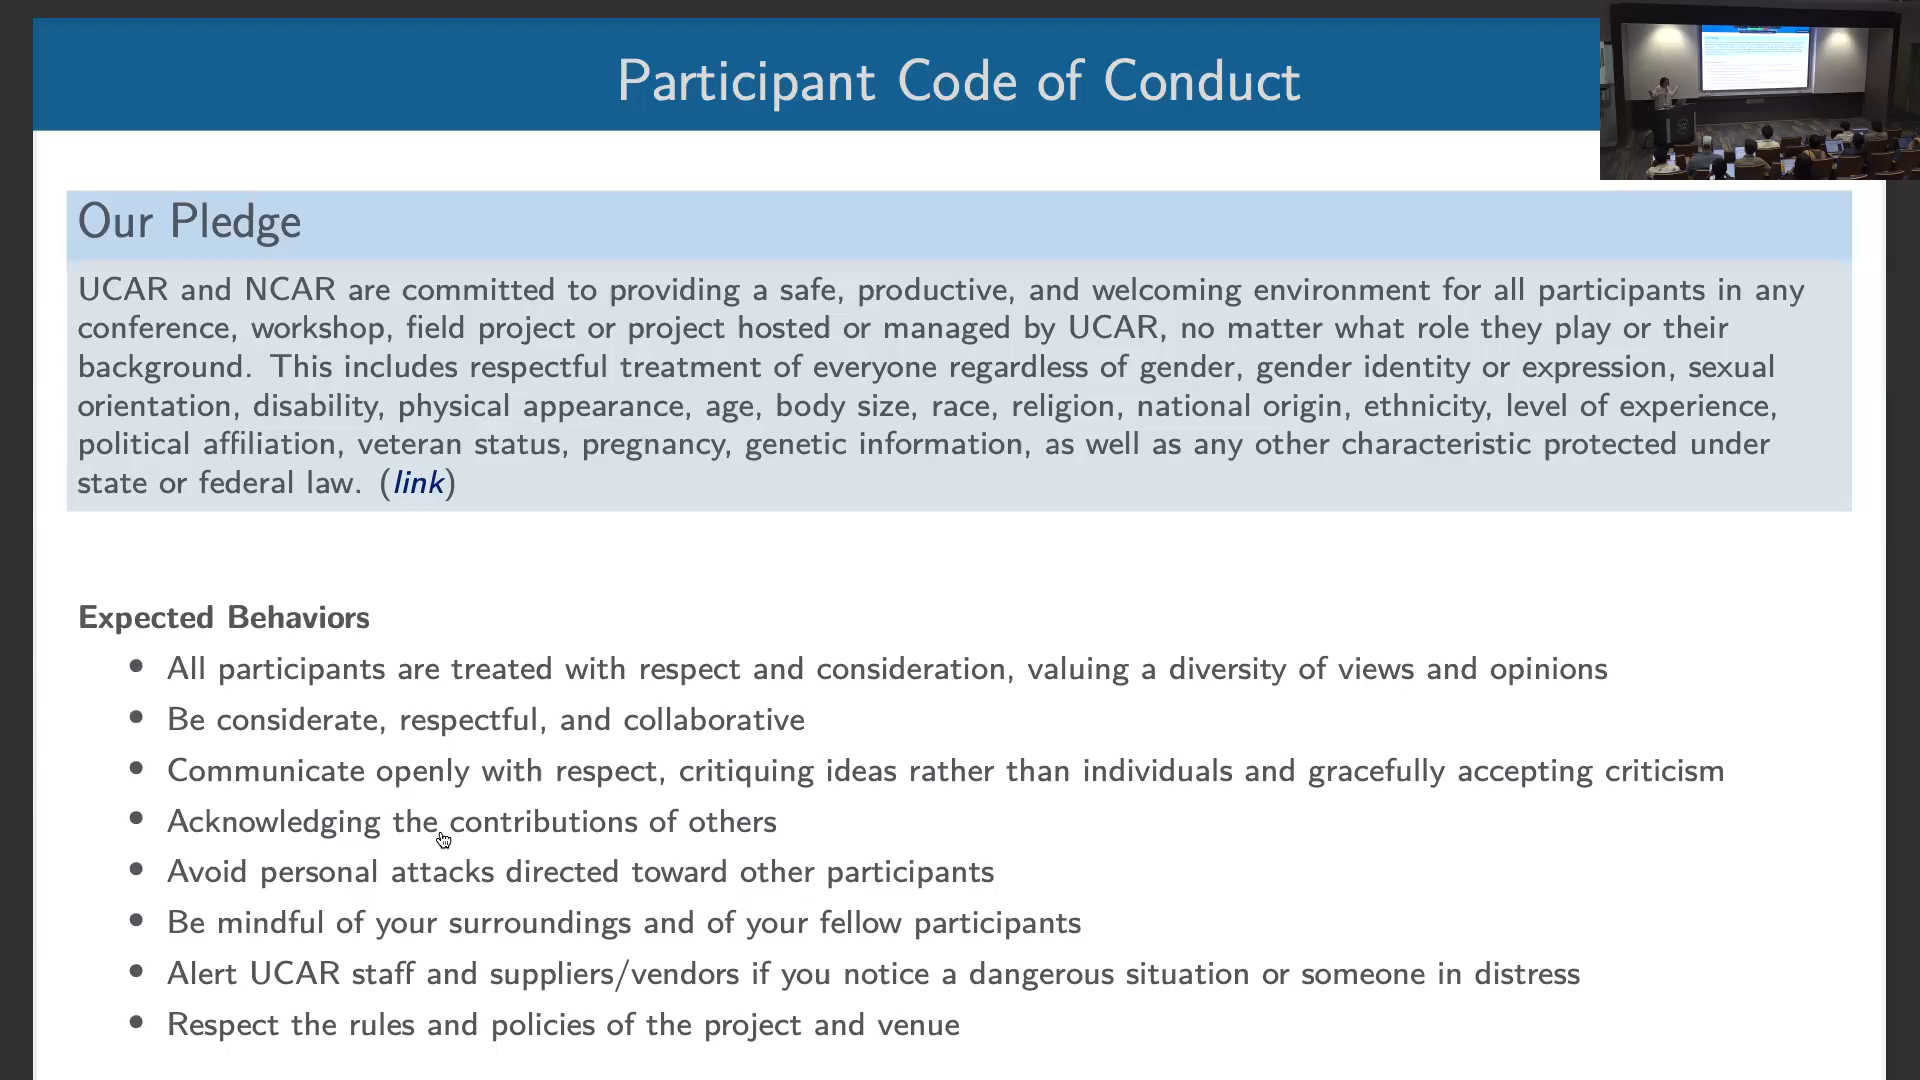 Participant Code of Conduct
Our Pledge
UCAR and NCAR are committed to providing a safe, productive, and welcoming environment for all participants in any
conference, workshop, field project or project hosted or managed by UCAR, no matter what role they play or their
background. This includes respectful treatment of everyone regardless of gender, gender identity or expression, sexual
orientation, disability, physical appearance, age, body size, race, religion, national origin, ethnicity, level of experience,
political affiliation, veteran status, pregnancy, genetic information, as well as any other characteristic protected under
state or federal law. (link)
Expected Behaviors
• All participants are treated with respect and consideration, valuing a diversity of views and opinions
• Be considerate, respectful, and collaborative
• Communicate openly with respect, critiquing ideas rather than individuals and gracefully accepting criticism
• Acknowledging the contributions of others
• Avoid personal attacks directed toward other participants
• Be mindful of your surroundings and of your fellow participants
• Alert UCAR staff and suppliers/vendors if you notice a dangerous situation or someone in distress
• Respect the rules and policies of the project and venue